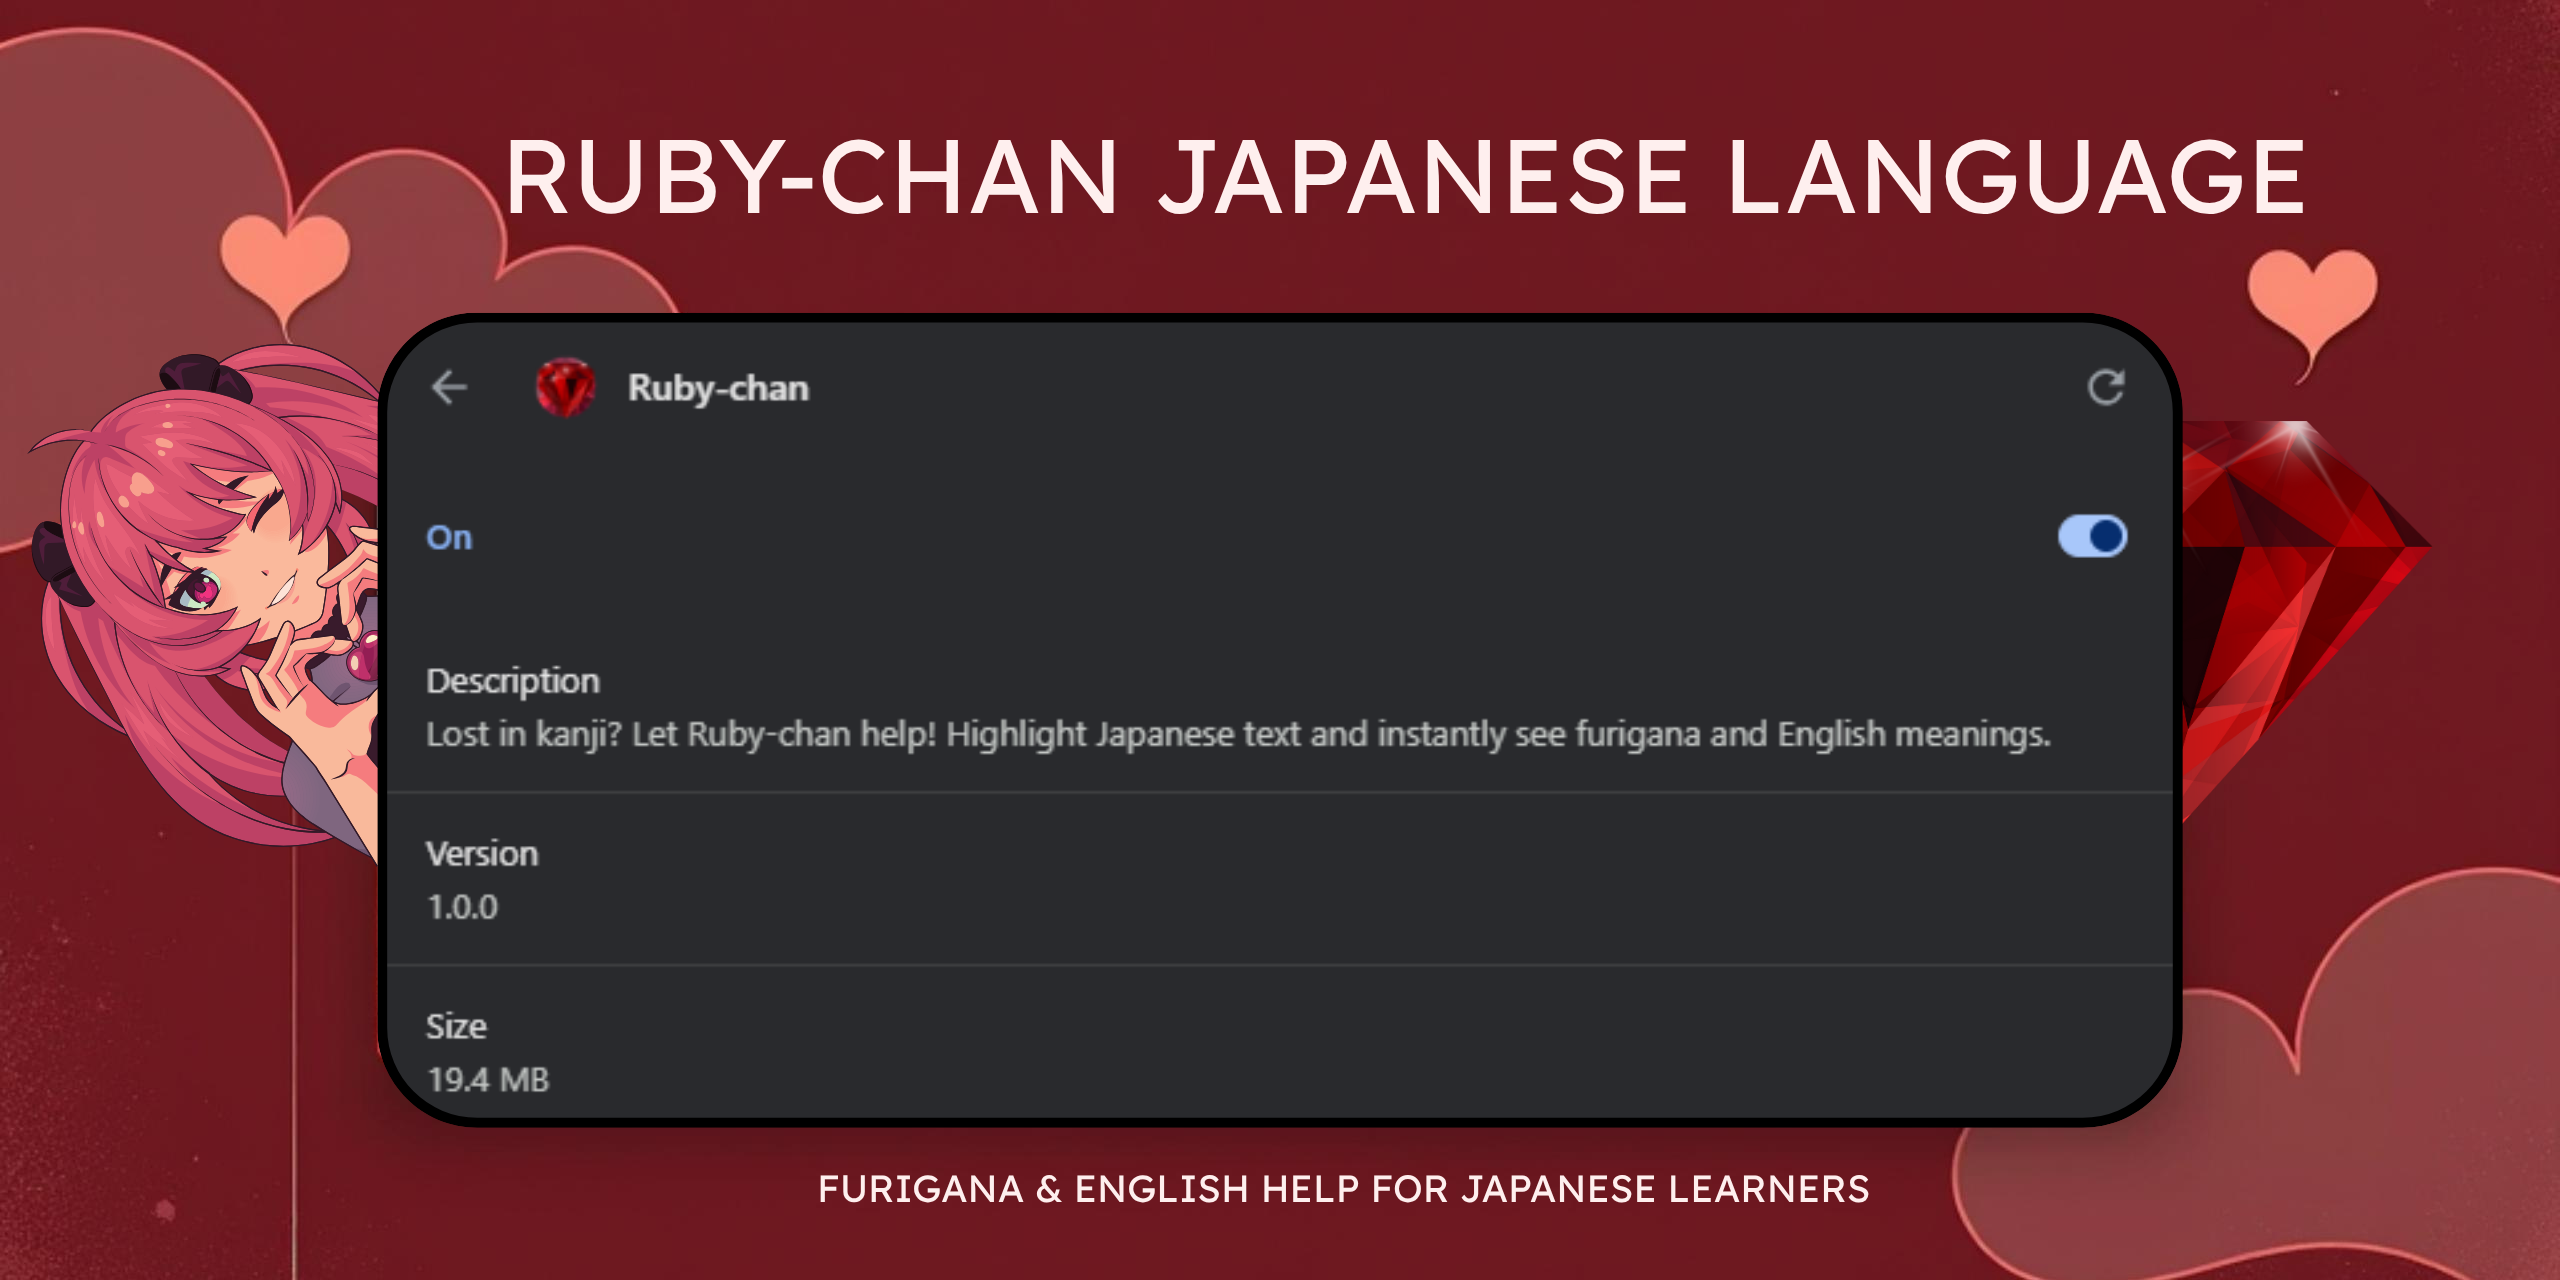 RUBY-CHAN JAPANESE LANGUAGE
Ruby-chan
On
Description
Lost in kanji? Let Ruby-chan help! Highlight Japanese text and instantly see furigana and English meanings.
Version
1.0.0
Size
19.4 MB
FURIGANA & ENGLISH HELP FOR JAPANESE LEARNERS